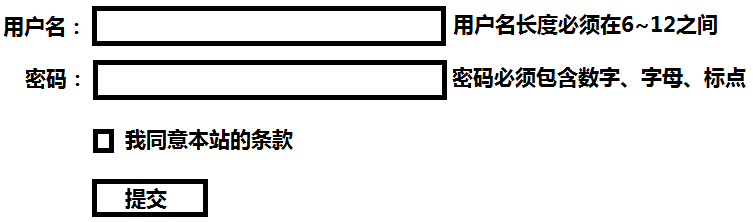 用户名： 用户名长度必须在6~12之间
密码： 密码必须包含数字、字母、标点
我同意本站的条款
提交